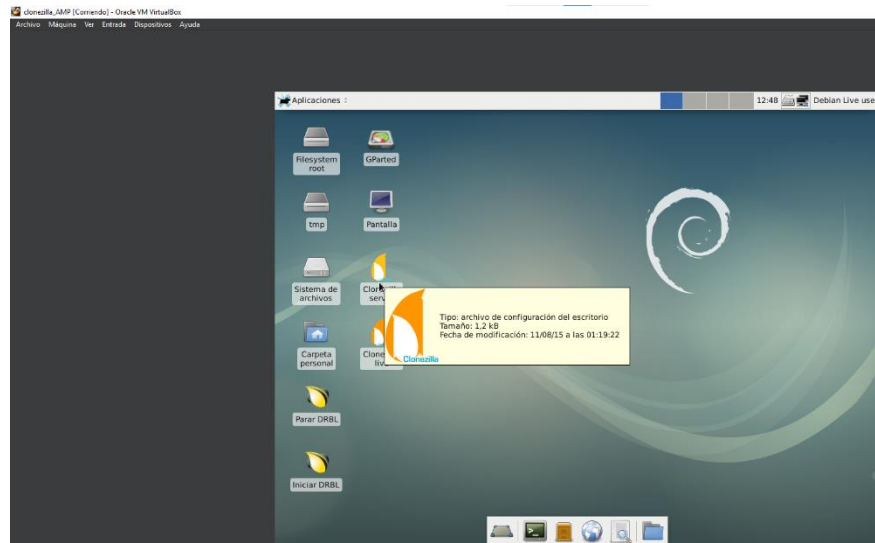 clonezilla_AMP [Corriendo] - Oracle VM VirtualBox
Archivo Máquina Ver Entrada Dispositivos Ayuda
Aplicaciones
12:48 Debian Live use
Filesystem
root
GParted
tmp
Pantalla
Sistema de
archivos
Tipo: archivo de configuración del escritorio
Tamaño: 1,2 kB
Fecha de modificación: 11/08/15 a las 01:19:22
Clonezilla
Carpeta
personal
Parar DRBL
Iniciar DRBL